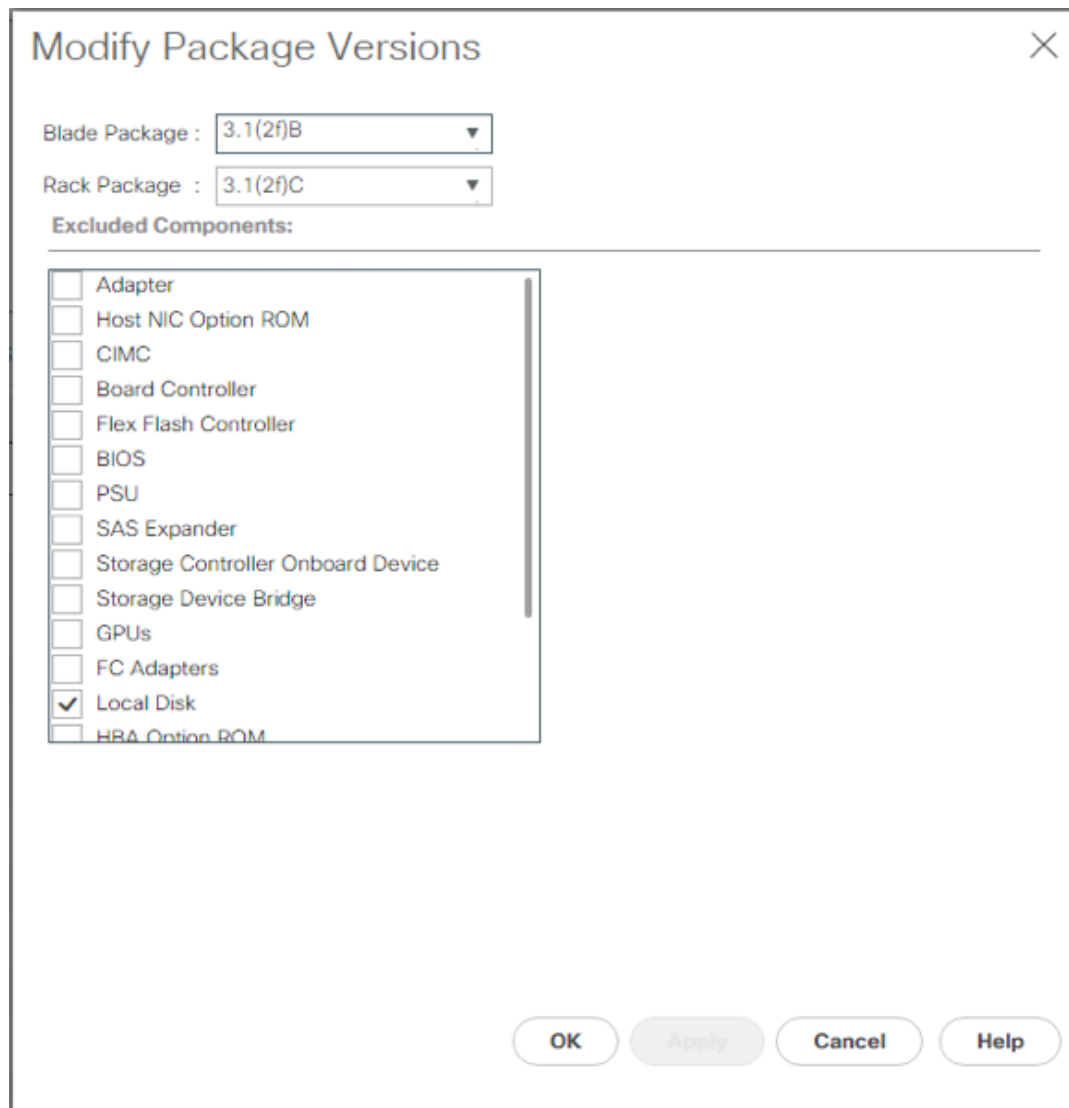 Modify Package Versions
Blade Package : 3.1(2f)B
Rack Package : 3.1(2f)C
Excluded Components:
Adapter
Host NIC Option ROM
CIMC
Board Controller
Flex Flash Controller
BIOS
PSU
SAS Expander
Storage Controller Onboard Device
Storage Device Bridge
GPUs
FC Adapters
Local Disk
HBA Option ROM
OK Apply Cancel Help